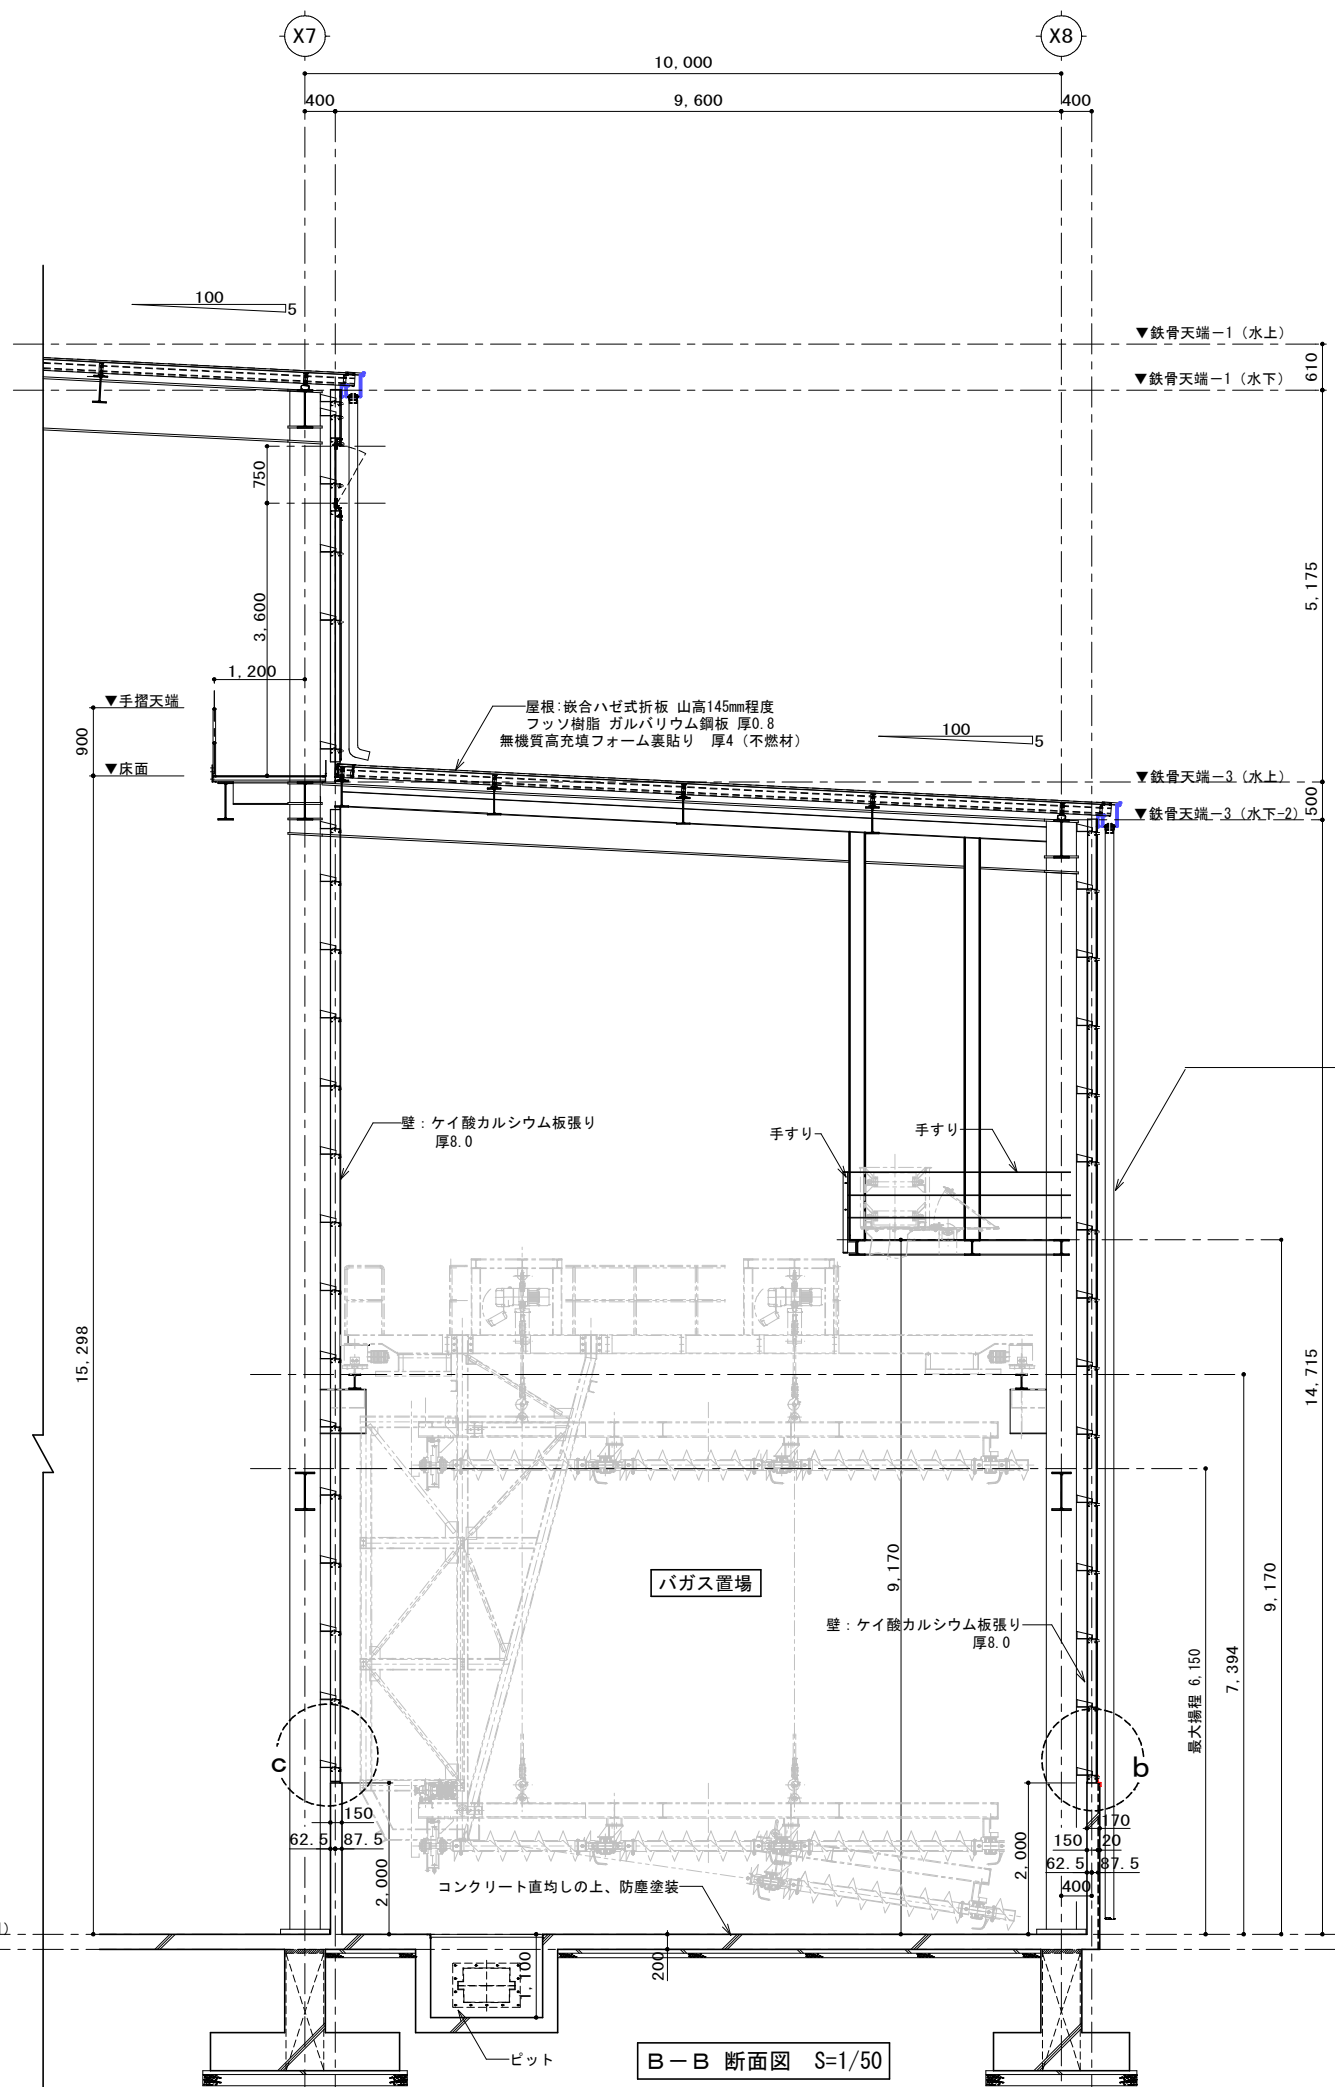 X7
X8
10,000
400
9,600
400
100
5
▼鉄骨天端－1（水上）
610
▼鉄骨天端－1（水下）
750
5,175
3,600
1,200
▼手摺天端
屋根：嵌合ハゼ式折板 山高145mm程度
フッソ樹脂 ガルバリウム鋼板 厚0.8
無機質高充填フォーム裏貼り 厚4（不燃材）
900
100
5
▼床面
▼鉄骨天端－3（水上）
500
▼鉄骨天端－3（水下-2）
壁：ケイ酸カルシウム板張り
厚8.0
手すり
手すり
15,298
14,715
9,170
バガス置場
9,170
壁：ケイ酸カルシウム板張り
厚8.0
最大揚程 6,150
7,394
c
b
150
62.5
87.5
2,000
170
150
20
62.5
87.5
2,000
400
コンクリート直均しの上、防塵塗装
1,100
200
ピット
B－B 断面図 S=1/50